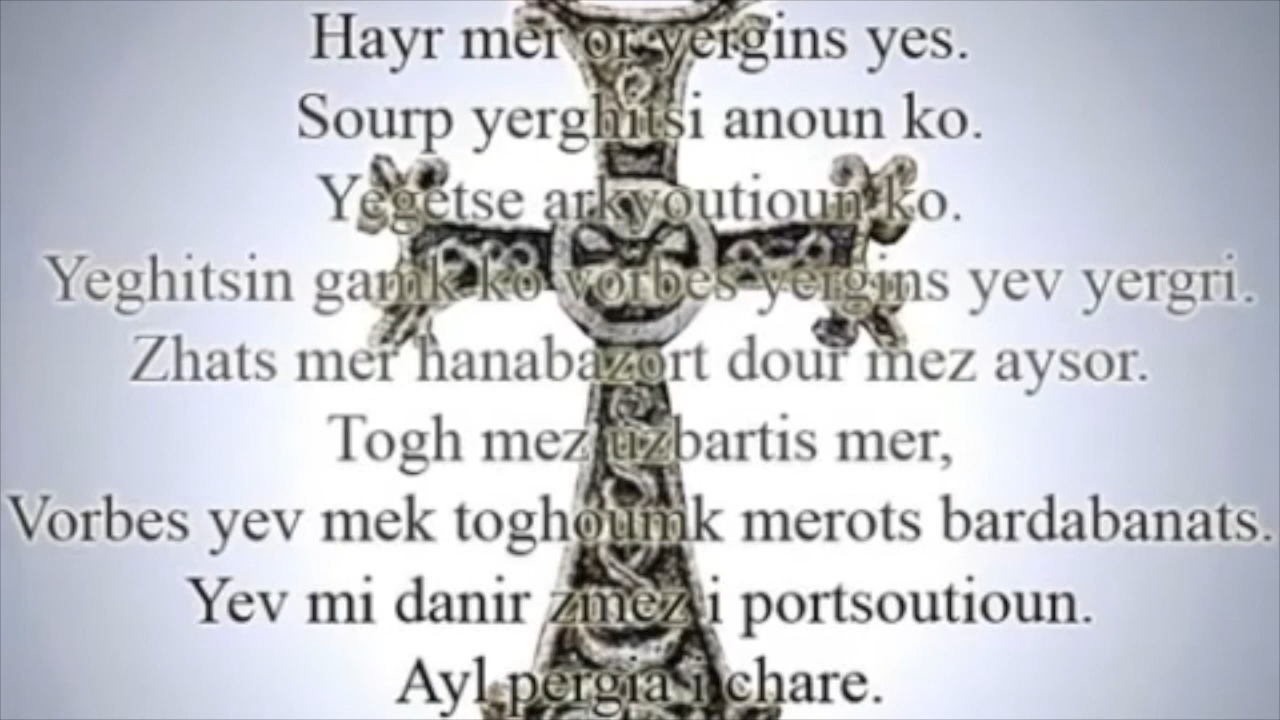 Hayr mer or yergins yes.
Sourp yerghitsi anoun ko.
Yegetse arkyoutioun ko.
Yeghitsin gamk ko vorbes yergins yev yergri.
Zhats mer hanabazort dour mez aysor.
Togh mez uzbartis mer,
Vorbes yev mek toghoumk merots bardabanats.
Yev mi danir zmez i portsoutioun.
Ayl pergia i chare.